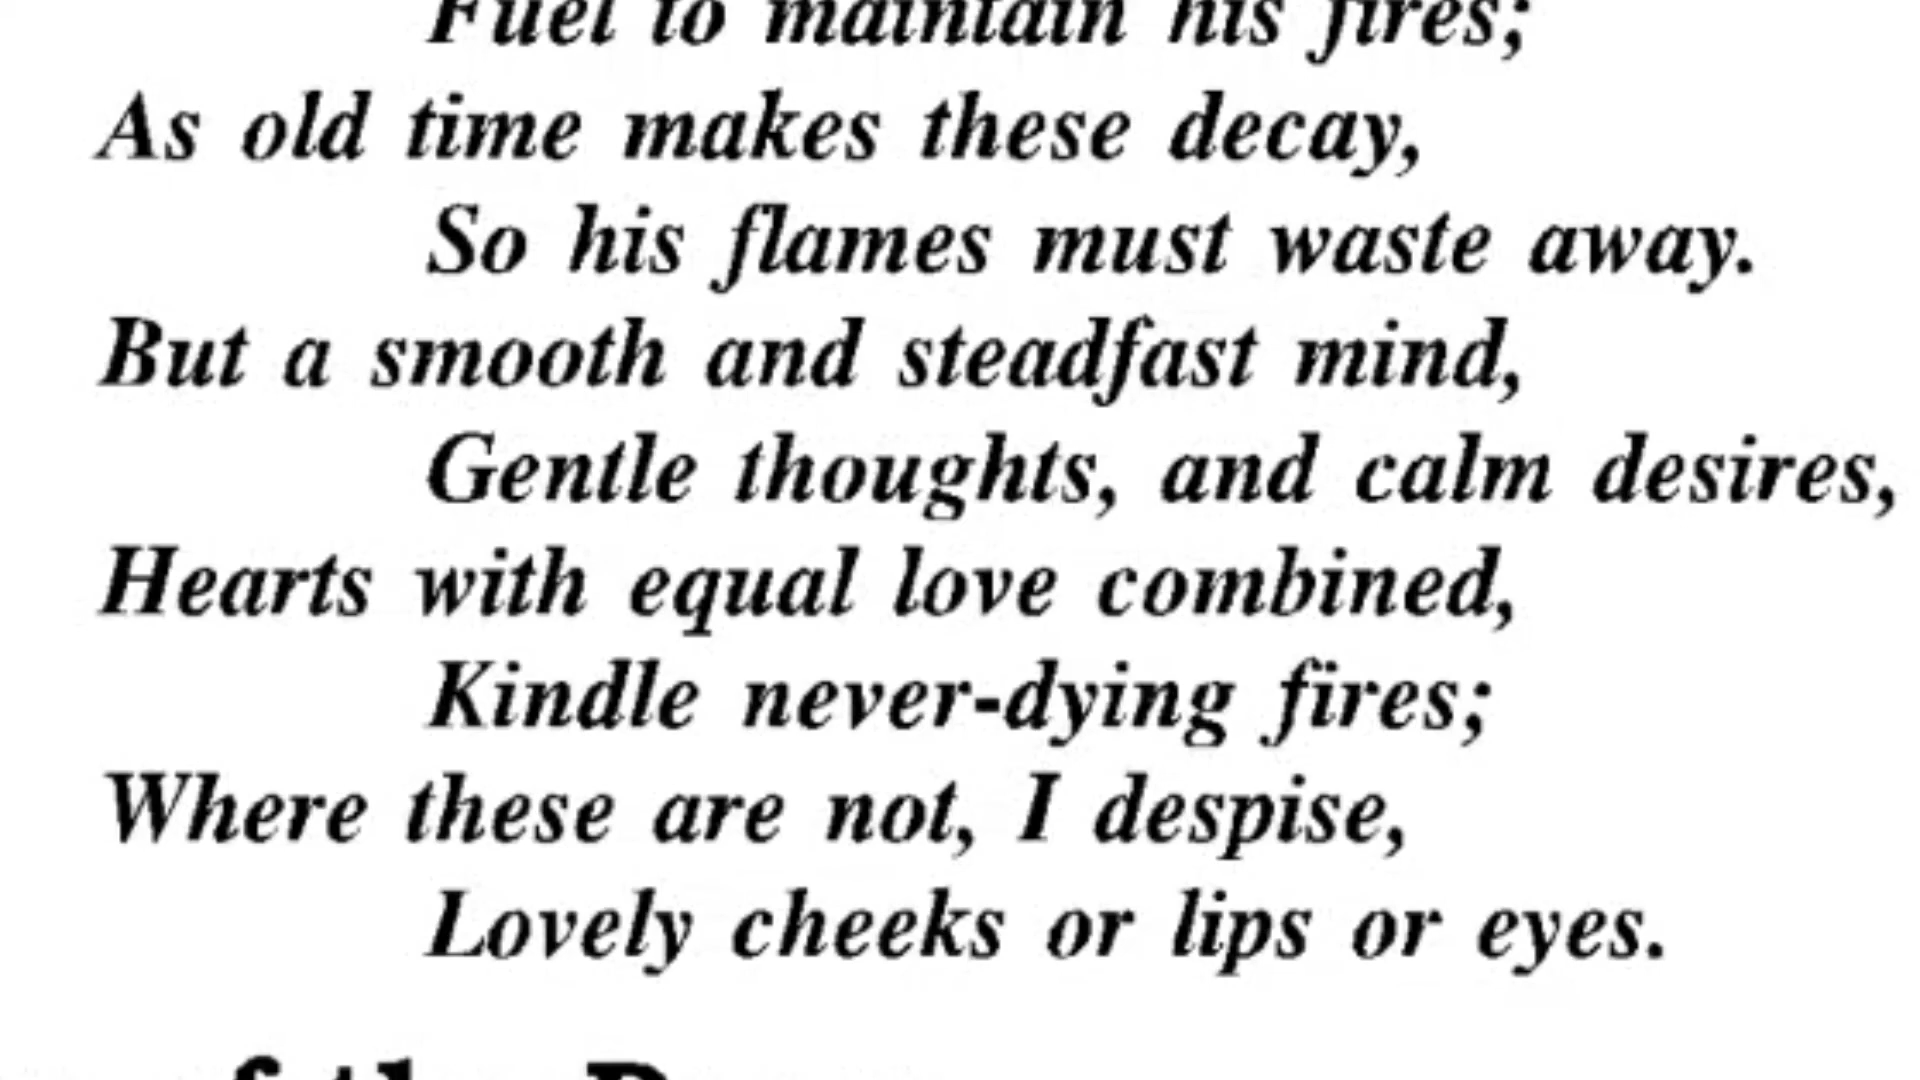 Fuel to maintain his fires;
As old time makes these decay,
So his flames must waste away.
But a smooth and steadfast mind,
Gentle thoughts, and calm desires,
Hearts with equal love combined,
Kindle never-dying fires;
Where these are not, I despise,
Lovely cheeks or lips or eyes.
of the